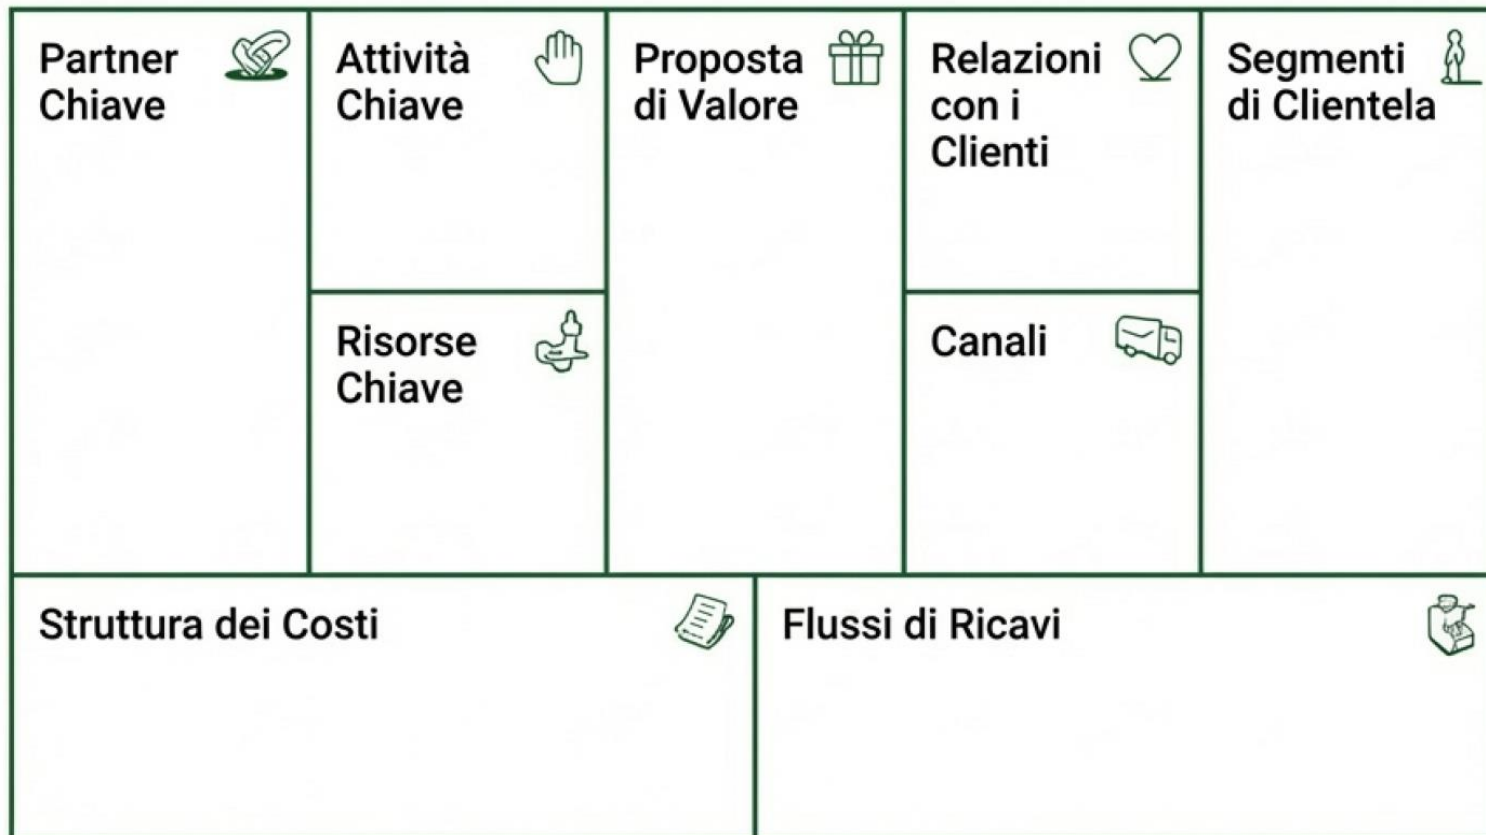 Partner
Chiave
Attività
Chiave
Proposta
di Valore
Relazioni
con i
Clienti
Segmenti
di Clientela
Risorse
Chiave
Canali
Struttura dei Costi
Flussi di Ricavi